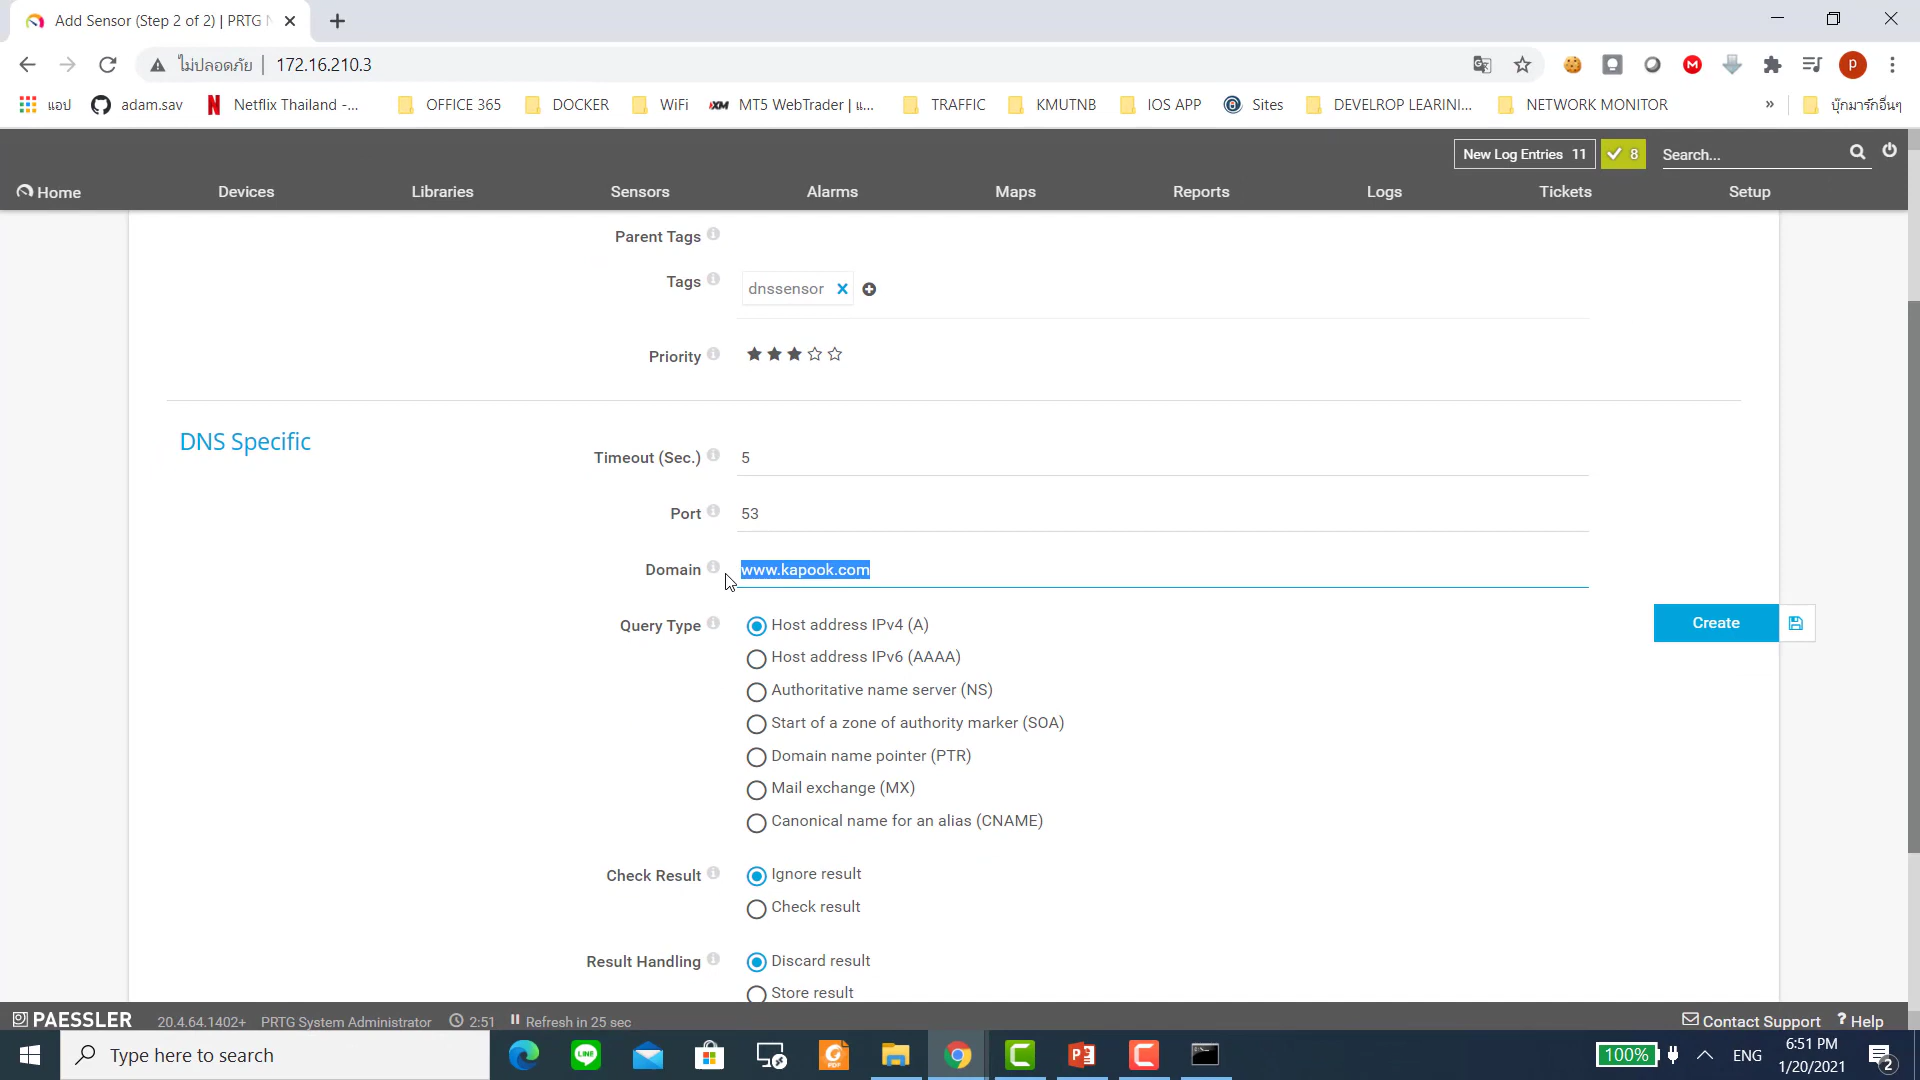 Add Sensor (Step 2 of 2) | PRTG N
ไม่ปลอดภัย 172.16.210.3
แอป adam.sav Netflix Thailand -... OFFICE 365 DOCKER WiFi XM MT5 WebTrader | แ... TRAFFIC KMUTNB IOS APP Sites DEVELROP LEARINI... NETWORK MONITOR » บุ๊กมาร์กอื่นๆ
New Log Entries 11 8 Search...
Home Devices Libraries Sensors Alarms Maps Reports Logs Tickets Setup
Parent Tags
Tags dnssensor
Priority
DNS Specific
Timeout (Sec.) 5
Port 53
Domain www.kapook.com
Query Type Host address IPv4 (A)
Create
Host address IPv6 (AAAA)
Authoritative name server (NS)
Start of a zone of authority marker (SOA)
Domain name pointer (PTR)
Mail exchange (MX)
Canonical name for an alias (CNAME)
Check Result Ignore result
Check result
Result Handling Discard result
Store result
PAESSLER 20.4.64.1402+ PRTG System Administrator 2:51 Refresh in 25 sec Contact Support ? Help
Type here to search
100% ENG 6:51 PM
1/20/2021 2